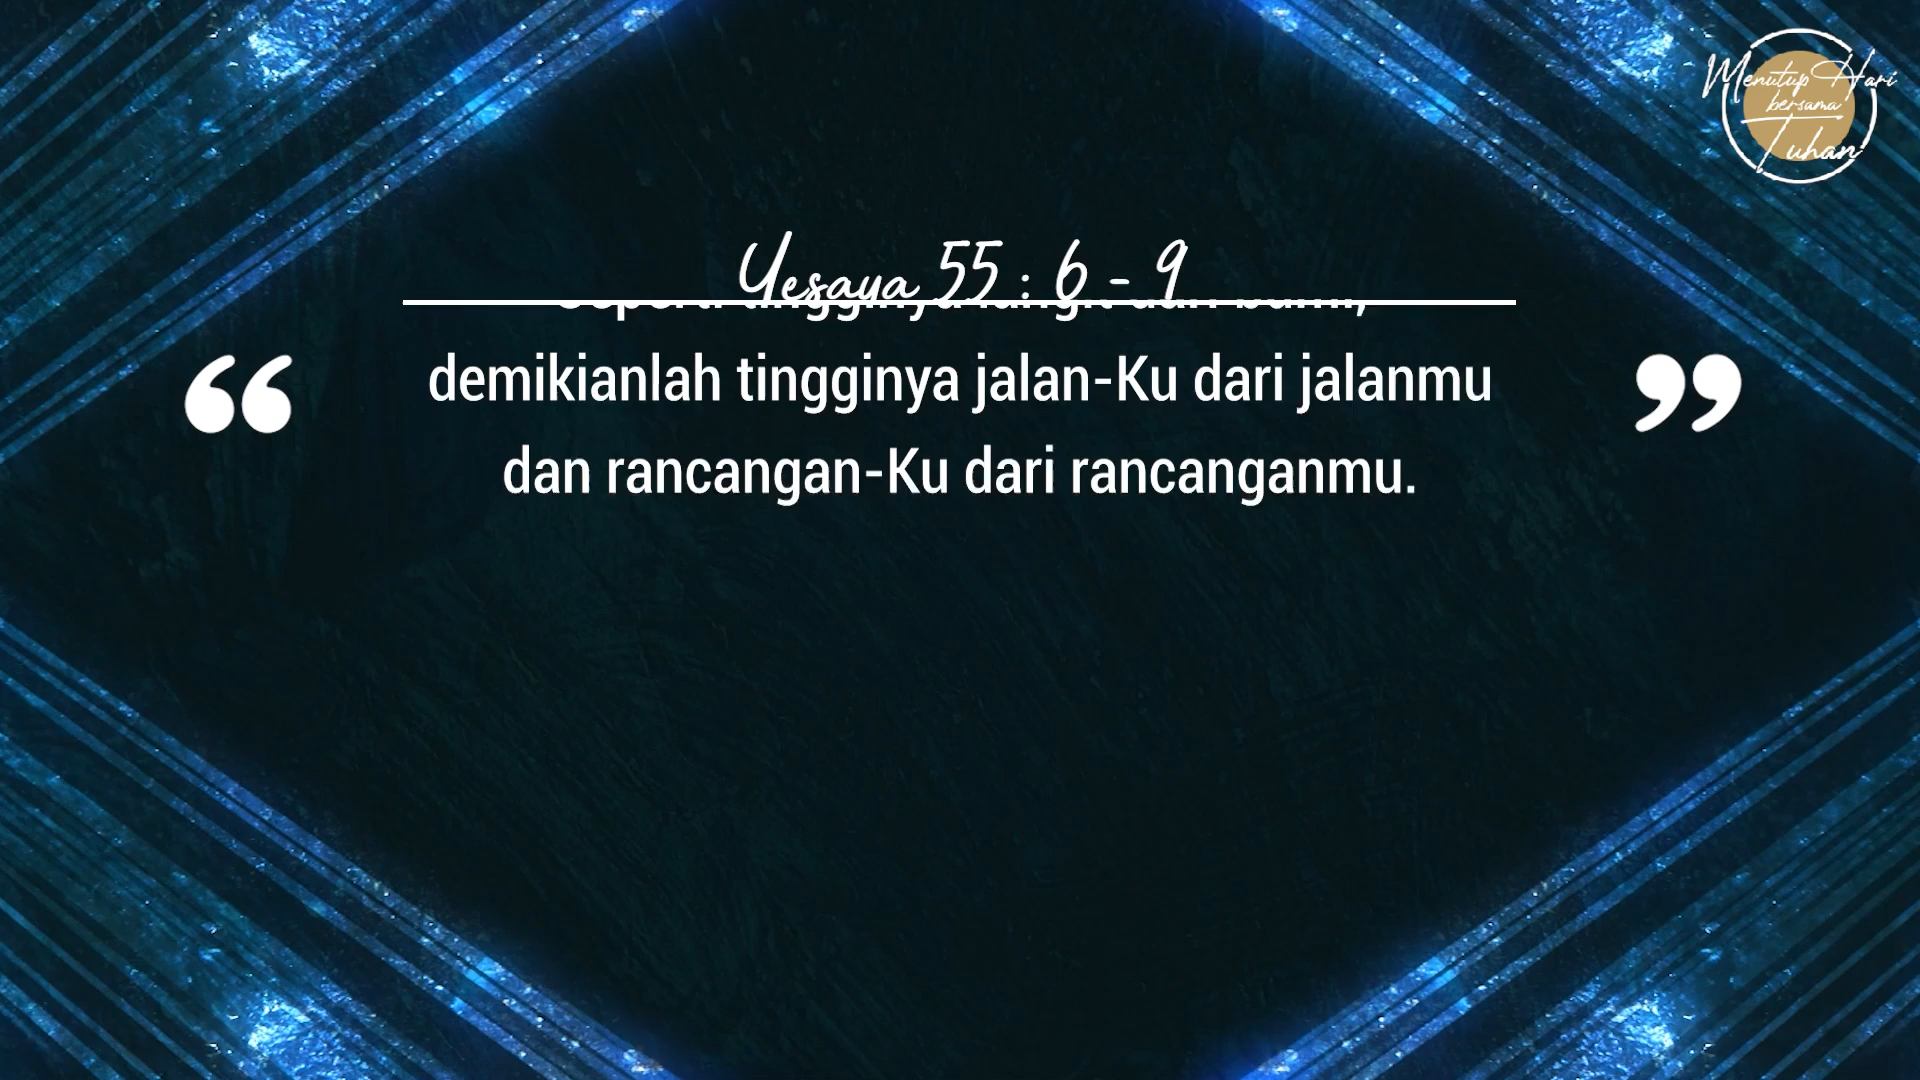 Menutup Hari
bersama
Tuhan
Yesaya 55 : 6 - 9
demikianlah tingginya jalan-Ku dari jalanmu
dan rancangan-Ku dari rancanganmu.